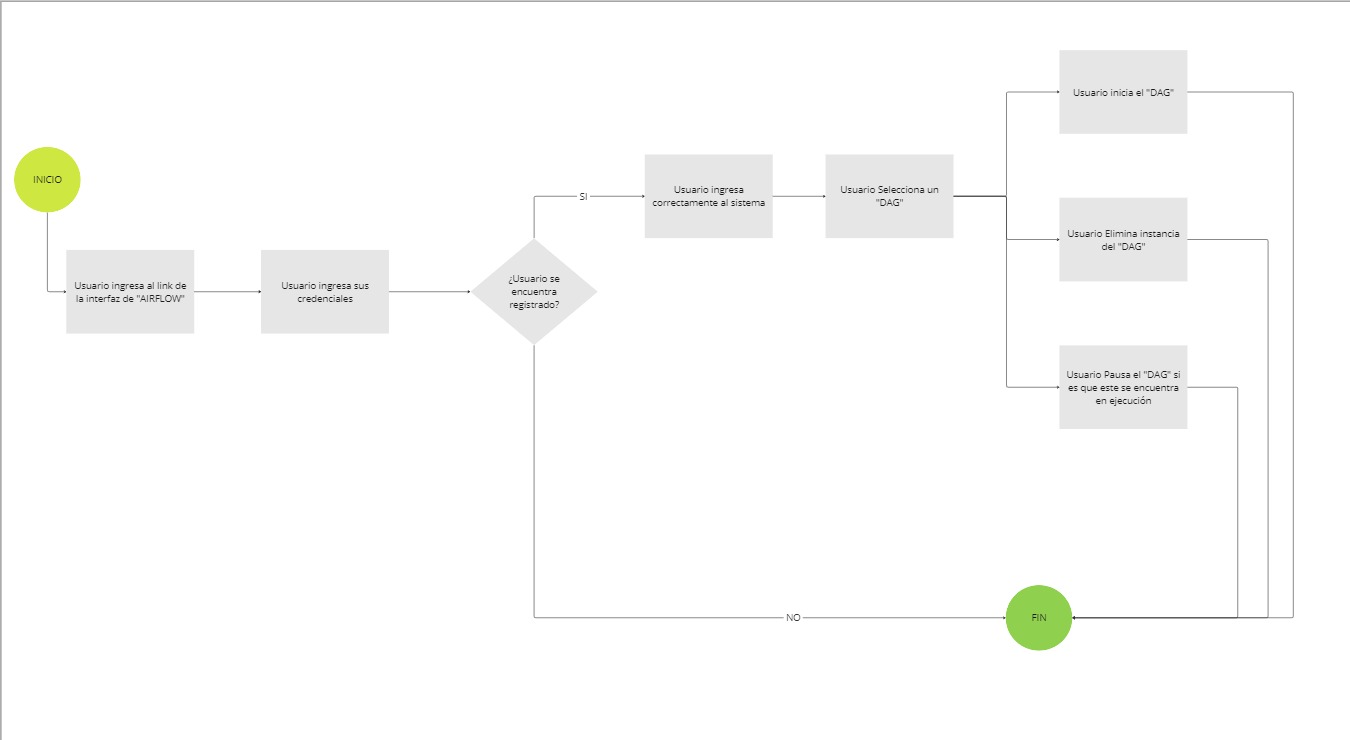 INICIO
Usuario ingresa al link de
la interfaz de "AIRFLOW"
Usuario ingresa sus
credenciales
¿Usuario se
encuentra
registrado?
SI
Usuario ingresa
correctamente al sistema
Usuario Selecciona un
"DAG"
Usuario inicia el "DAG"
Usuario Elimina instancia
del "DAG"
Usuario Pausa el "DAG" si
es que este se encuentra
en ejecución
NO
FIN